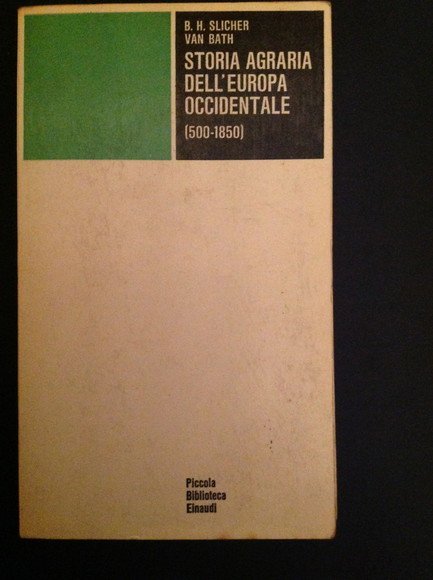 B. H. SLICHER
VAN BATH
STORIA AGRARIA
DELL'EUROPA
OCCIDENTALE
(500-1850)
Piccola
Biblioteca
Einaudi